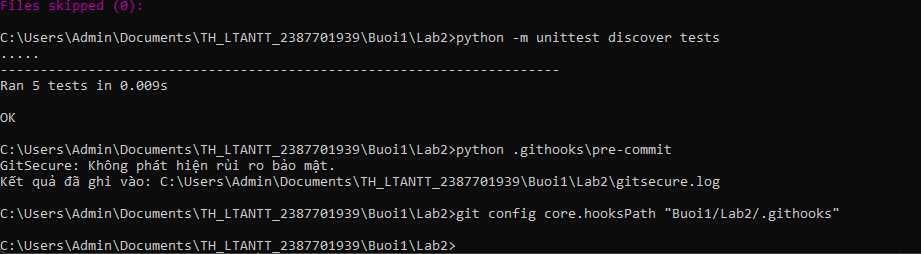 Files skipped (0):
C:\Users\Admin\Documents\TH_LTANTT_2387701939\Buoi1\Lab2>python -m unittest discover tests
.....
----------------------------------------------------------------------
Ran 5 tests in 0.009s
OK
C:\Users\Admin\Documents\TH_LTANTT_2387701939\Buoi1\Lab2>python .githooks\pre-commit
GitSecure: Không phát hiện rủi ro bảo mật.
Kết quả đã ghi vào: C:\Users\Admin\Documents\TH_LTANTT_2387701939\Buoi1\Lab2\gitsecure.log
C:\Users\Admin\Documents\TH_LTANTT_2387701939\Buoi1\Lab2>git config core.hooksPath "Buoi1/Lab2/.githooks"
C:\Users\Admin\Documents\TH_LTANTT_2387701939\Buoi1\Lab2>